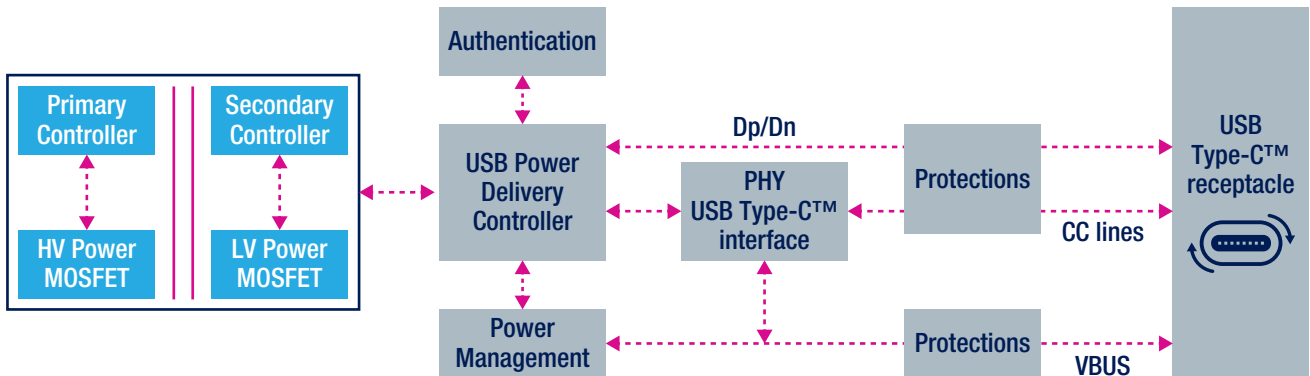 Authentication
Primary
Controller
Secondary
Controller
HV Power
MOSFET
LV Power
MOSFET
USB Power
Delivery
Controller
Power
Management
Dp/Dn
PHY
USB Type-C™
interface
Protections
CC lines
Protections
VBUS
USB
Type-C™
receptacle